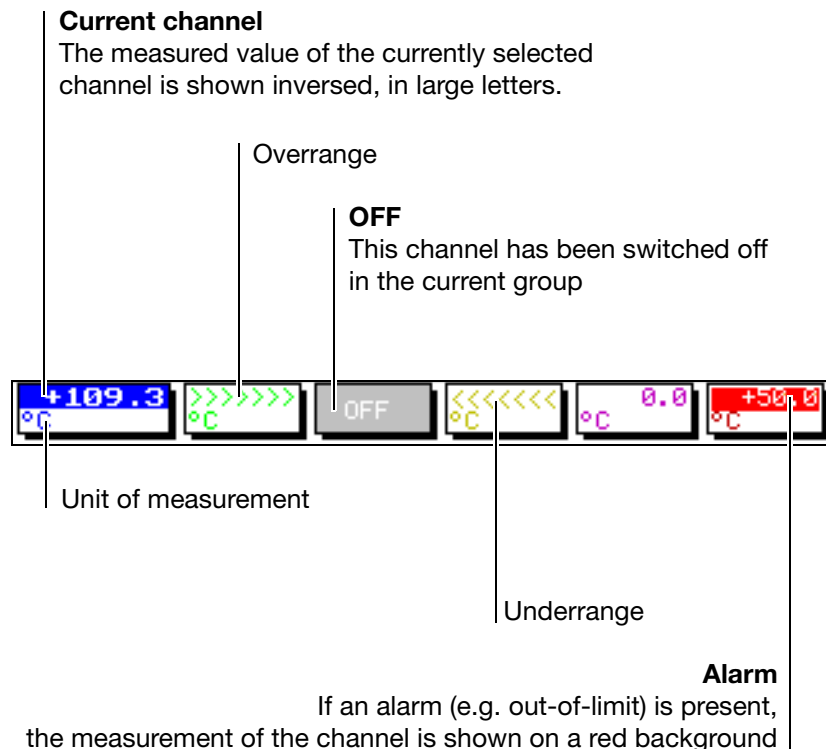 Current channel
The measured value of the currently selected
channel is shown inversed, in large letters.
Overrange
OFF
This channel has been switched off
in the current group
+109.3 >>>>>>> OFF <<<<<<< 0.0 +50.0
°C °C °C °C °C
Unit of measurement
Underrange
Alarm
If an alarm (e.g. out-of-limit) is present,
the measurement of the channel is shown on a red background